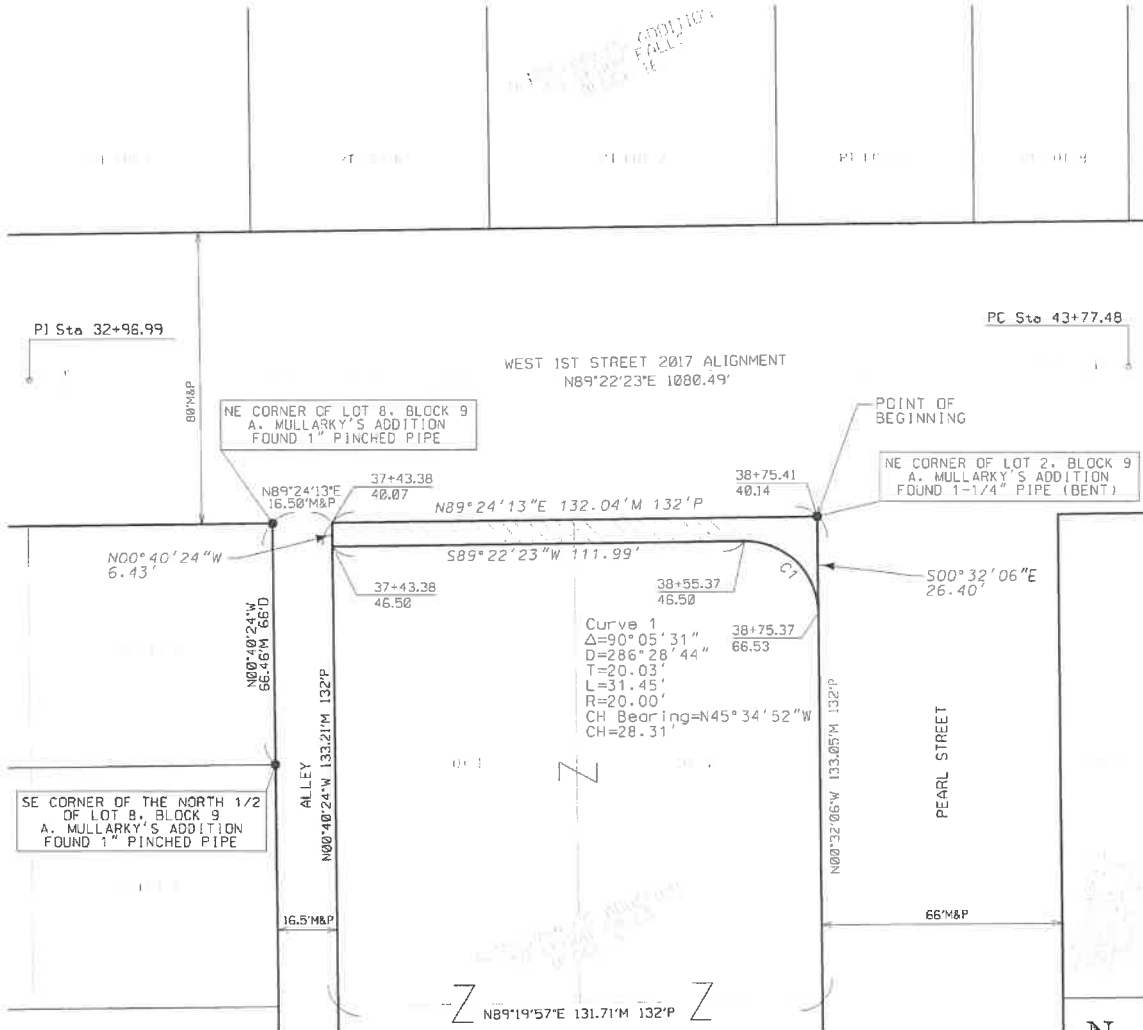 PI Sta 32+96.99
PC Sta 43+77.48
80'M&P
WEST 1ST STREET 2017 ALIGNMENT
N89°22'23"E 1080.49'
NE CORNER OF LOT 8, BLOCK 9
A. MULLARKY'S ADDITION
FOUND 1" PINCHED PIPE
POINT OF
BEGINNING
NE CORNER OF LOT 2, BLOCK 9
A. MULLARKY'S ADDITION
FOUND 1-1/4" PIPE (BENT)
N89°24'13"E
16.50'M&P
37+43.38
40.07
38+75.41
40.14
N89°24'13"E 132.04'M 132'P
N00°40'24"W
6.43'
S89°22'23"W 111.99'
C1
S00°32'06"E
26.40'
37+43.38
46.50
38+55.37
46.50
38+75.37
66.53
Curve 1
Δ=90°05'31"
D=286°28'44"
T=20.03'
L=31.45'
R=20.00'
CH Bearing=N45°34'52"W
CH=28.31'
N00°40'24"W
66.46'M 66'D
ALLEY
N00°40'24"W 133.21'M 132'P
N00°32'06"W 133.05'M 132'P
PEARL STREET
SE CORNER OF THE NORTH 1/2
OF LOT 8, BLOCK 9
A. MULLARKY'S ADDITION
FOUND 1" PINCHED PIPE
16.5'M&P
66'M&P
N89°19'57"E 131.71'M 132'P
N